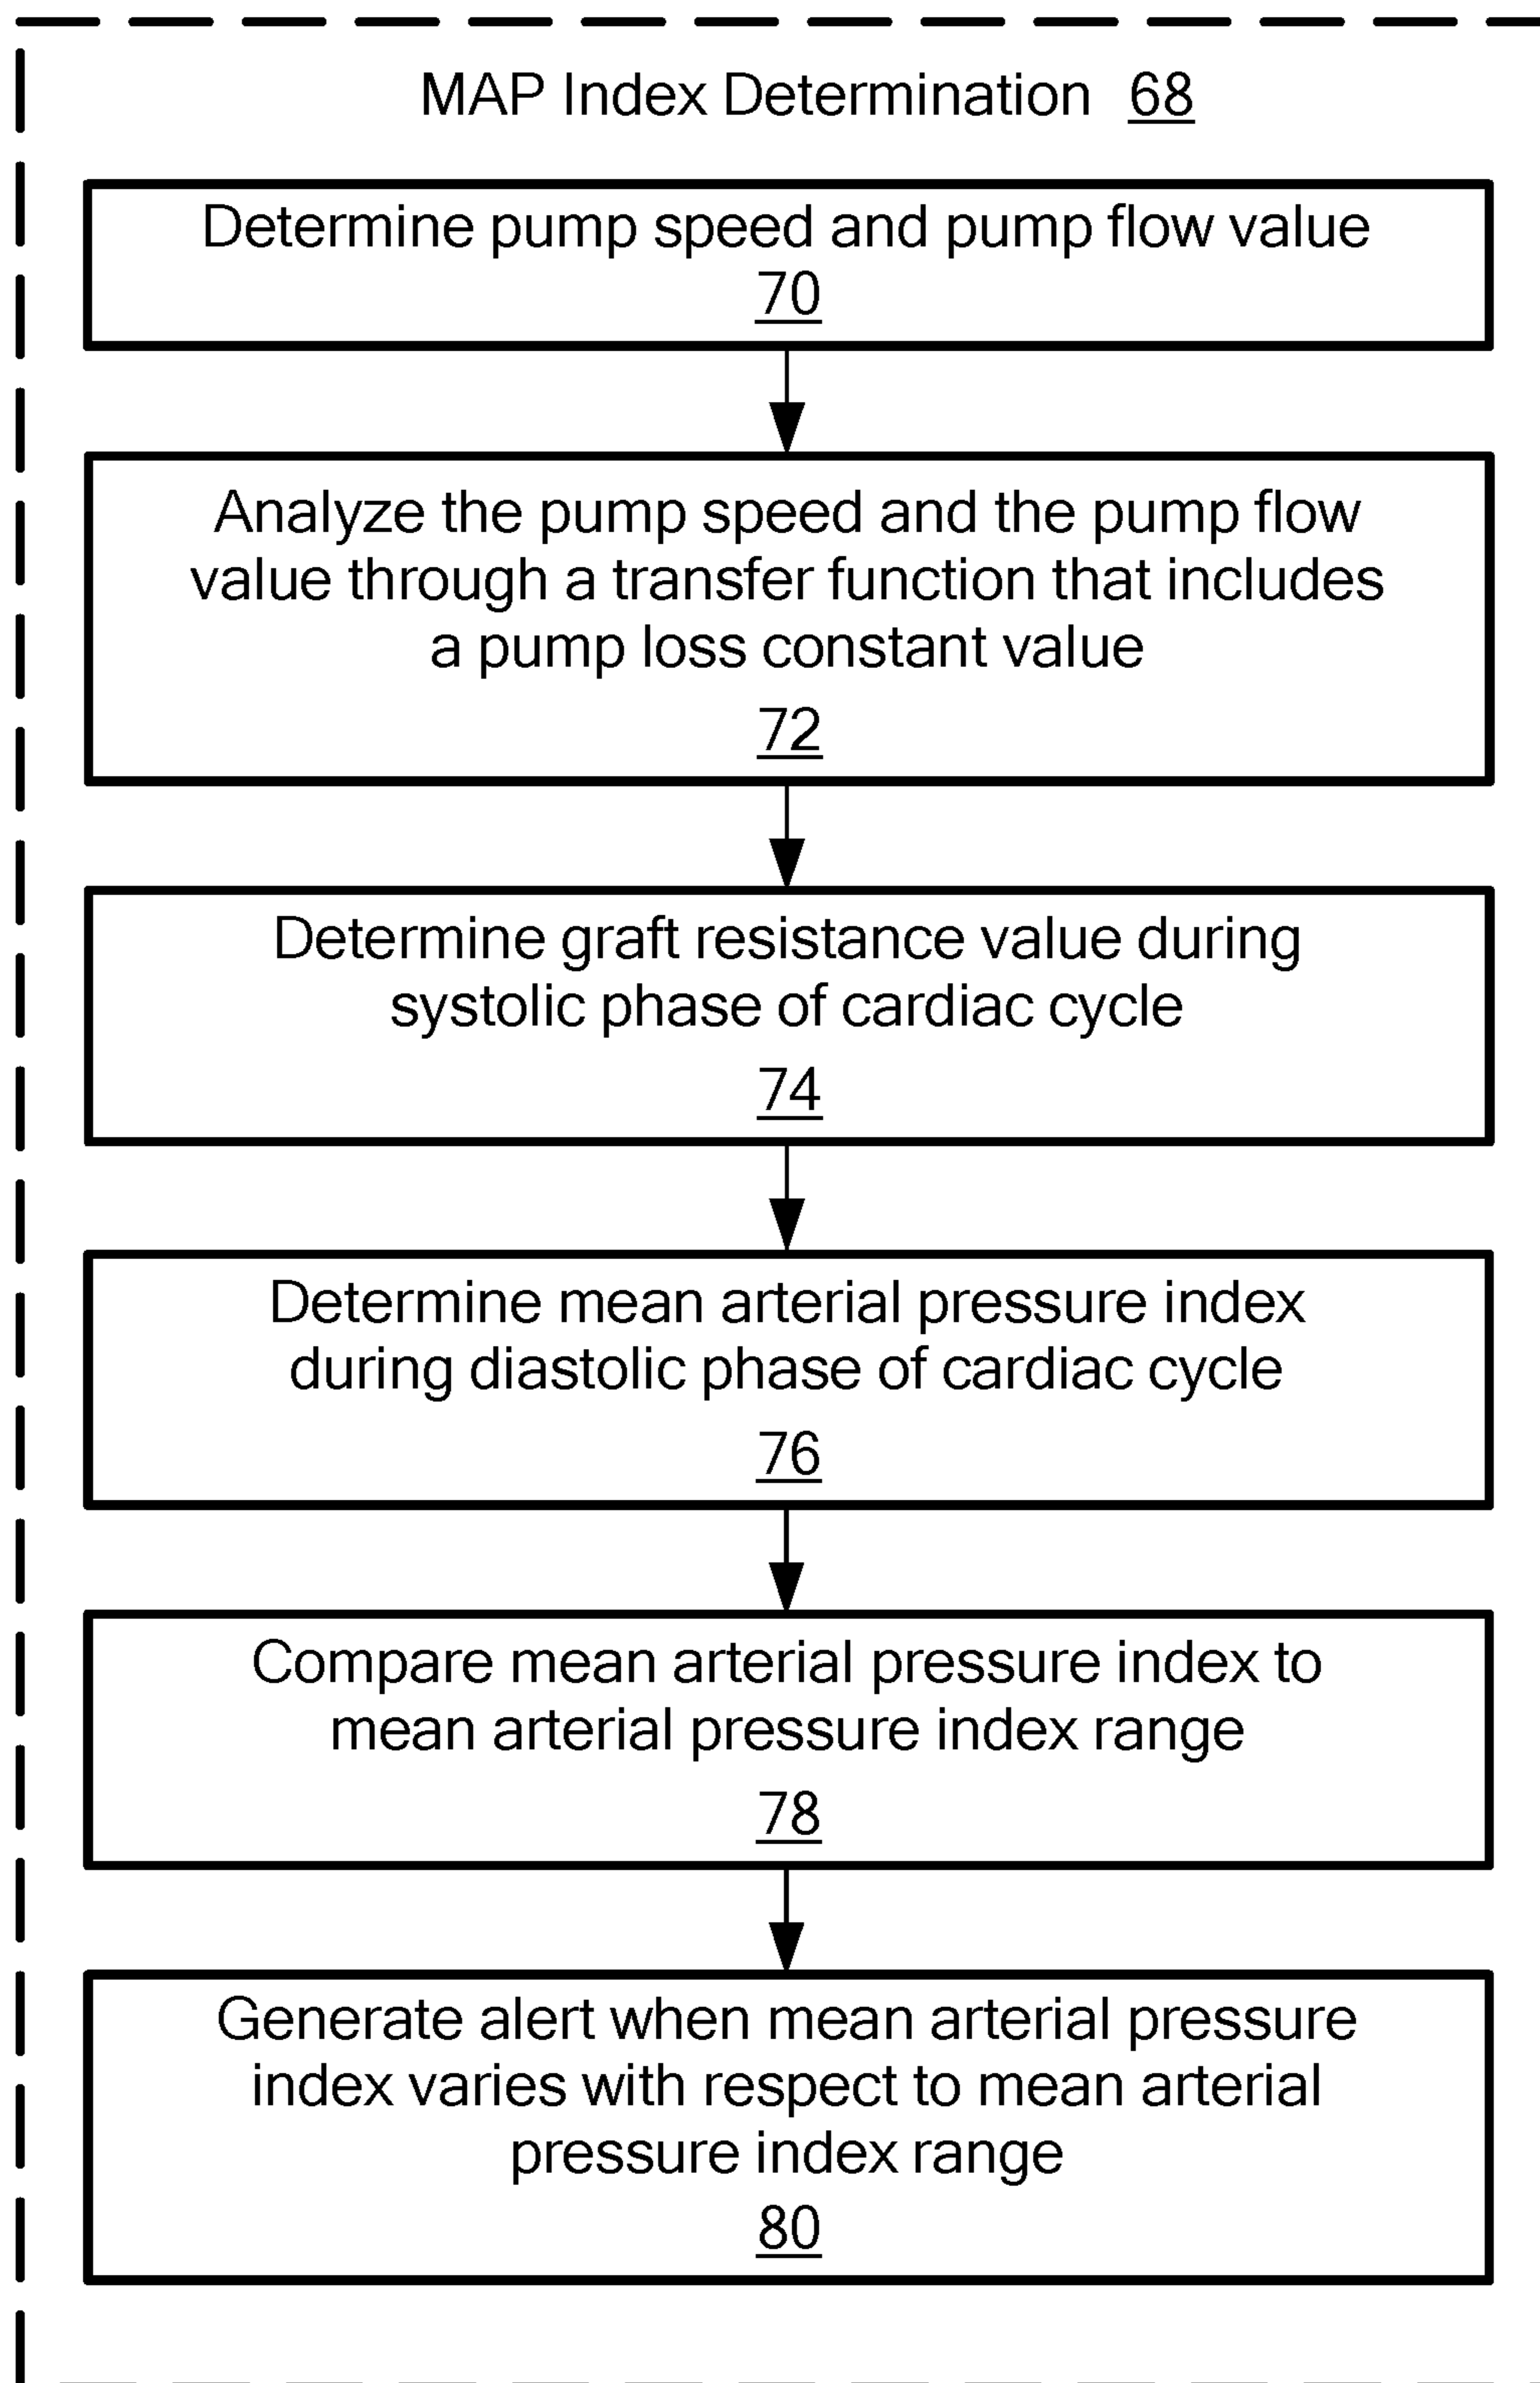 MAP Index Determination 68
Determine pump speed and pump flow value
70
Analyze the pump speed and the pump flow
value through a transfer function that includes
a pump loss constant value
72
Determine graft resistance value during
systolic phase of cardiac cycle
74
Determine mean arterial pressure index
during diastolic phase of cardiac cycle
76
Compare mean arterial pressure index to
mean arterial pressure index range
78
Generate alert when mean arterial pressure
index varies with respect to mean arterial
pressure index range
80